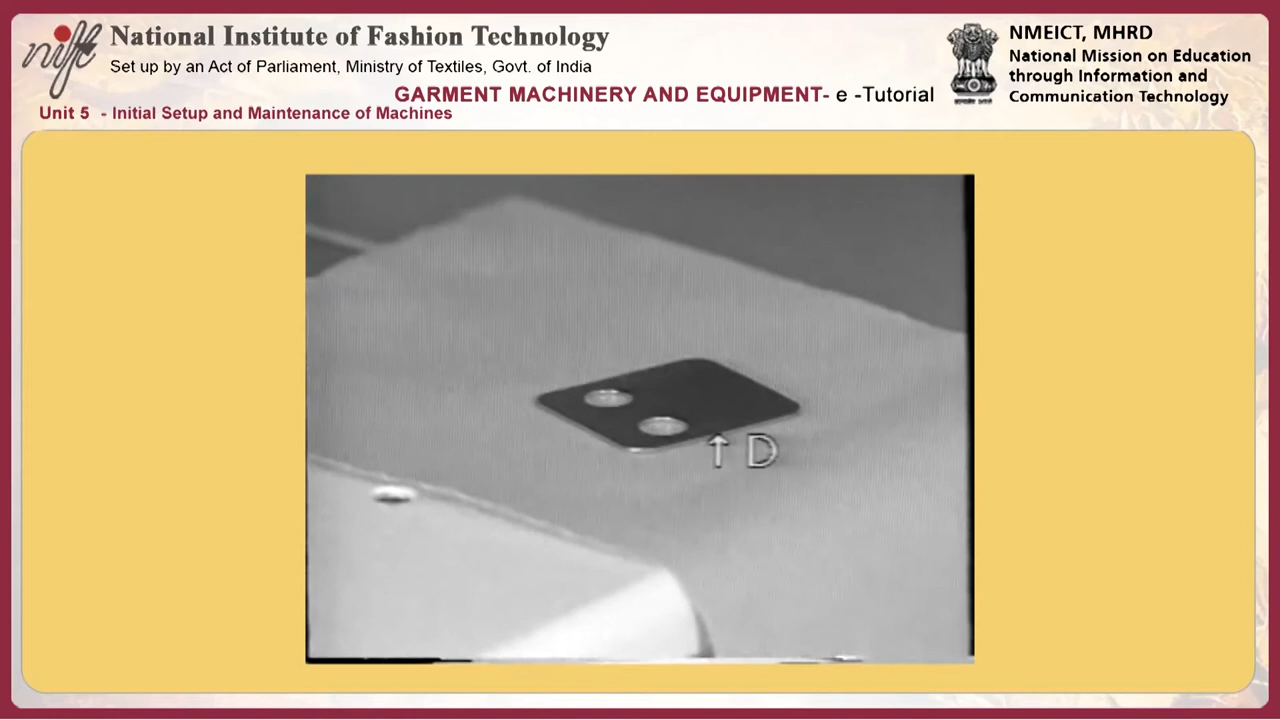 nift
National Institute of Fashion Technology
Set up by an Act of Parliament, Ministry of Textiles, Govt. of India
GARMENT MACHINERY AND EQUIPMENT- e -Tutorial
Unit 5 - Initial Setup and Maintenance of Machines
NMEICT, MHRD
National Mission on Education
through Information and
Communication Technology
↑ D